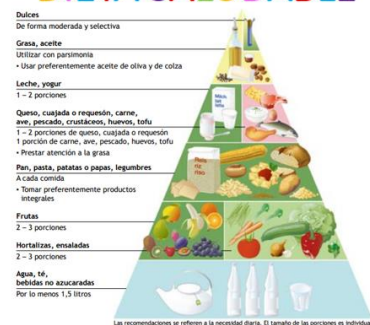 DIETA SALUDABLE
Dulces
De forma moderada y selectiva
Grasa, aceite
Utilizar con parsimonia
• Usar preferentemente aceite de oliva y de colza
Leche, yogur
1 – 2 porciones
Queso, cuajada o requesón, carne,
ave, pescado, crustáceos, huevos, tofu
1 – 2 porciones de queso, cuajada o requesón
1 porción de carne, ave, pescado, huevos, tofu
• Prestar atención a la grasa
Pan, pasta, patatas o papas, legumbres
A cada comida
• Tomar preferentemente productos
integrales
Frutas
2 – 3 porciones
Hortalizas, ensaladas
2 – 3 porciones
Agua, té,
bebidas no azucaradas
Por lo menos 1,5 litros
Las recomendaciones se refieren a la necesidad diaria. El tamaño de las porciones es individua